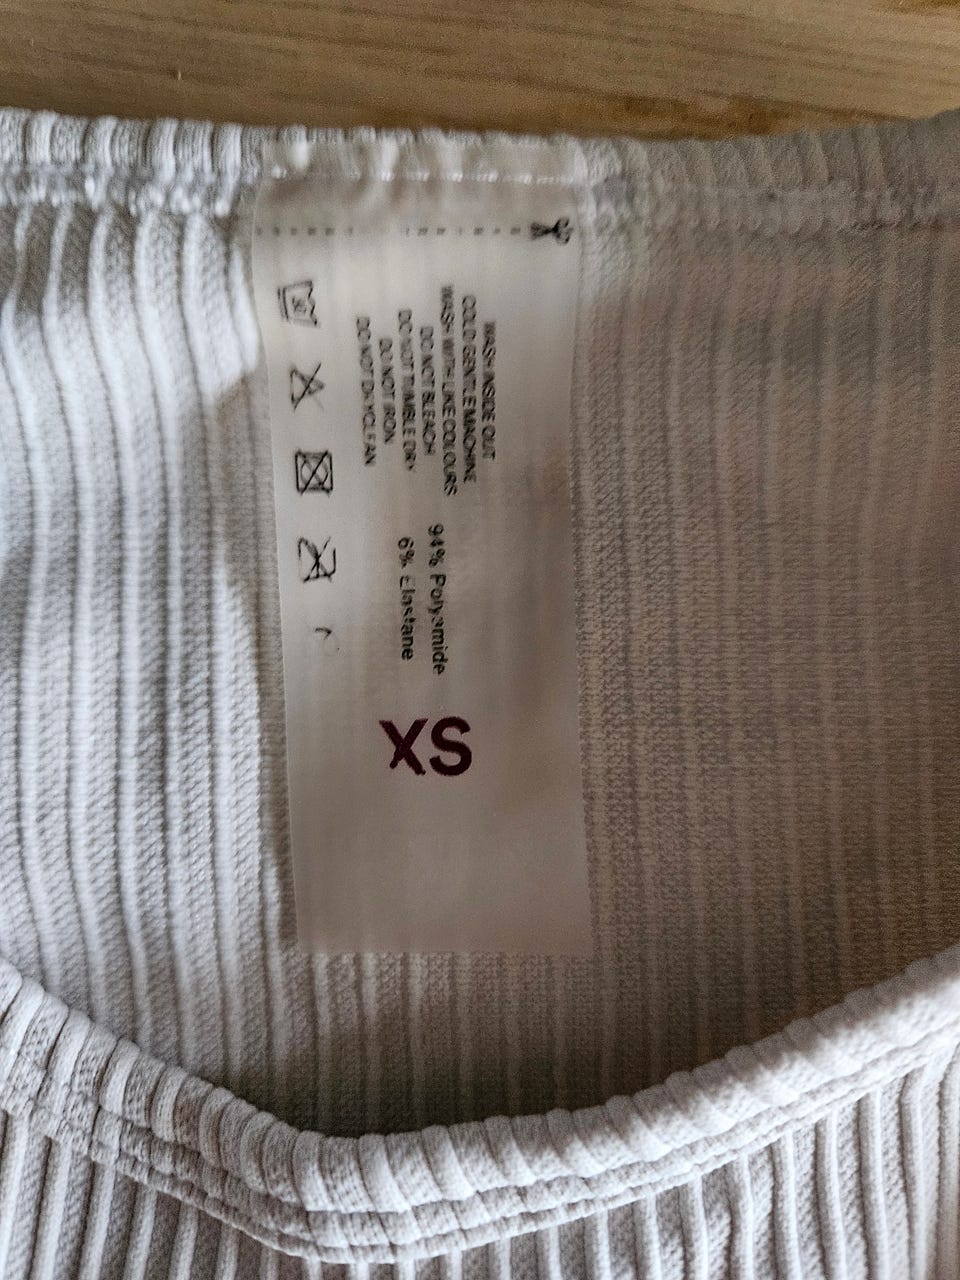 WASH INSIDE OUT
COLD GENTLE MACHINE
WASH WITH LIKE COLOURS
DO NOT BLEACH
DO NOT TUMBLE DRY
DO NOT IRON
DO NOT DRYCLEAN
94% Polyamide
6% Elastane
XS